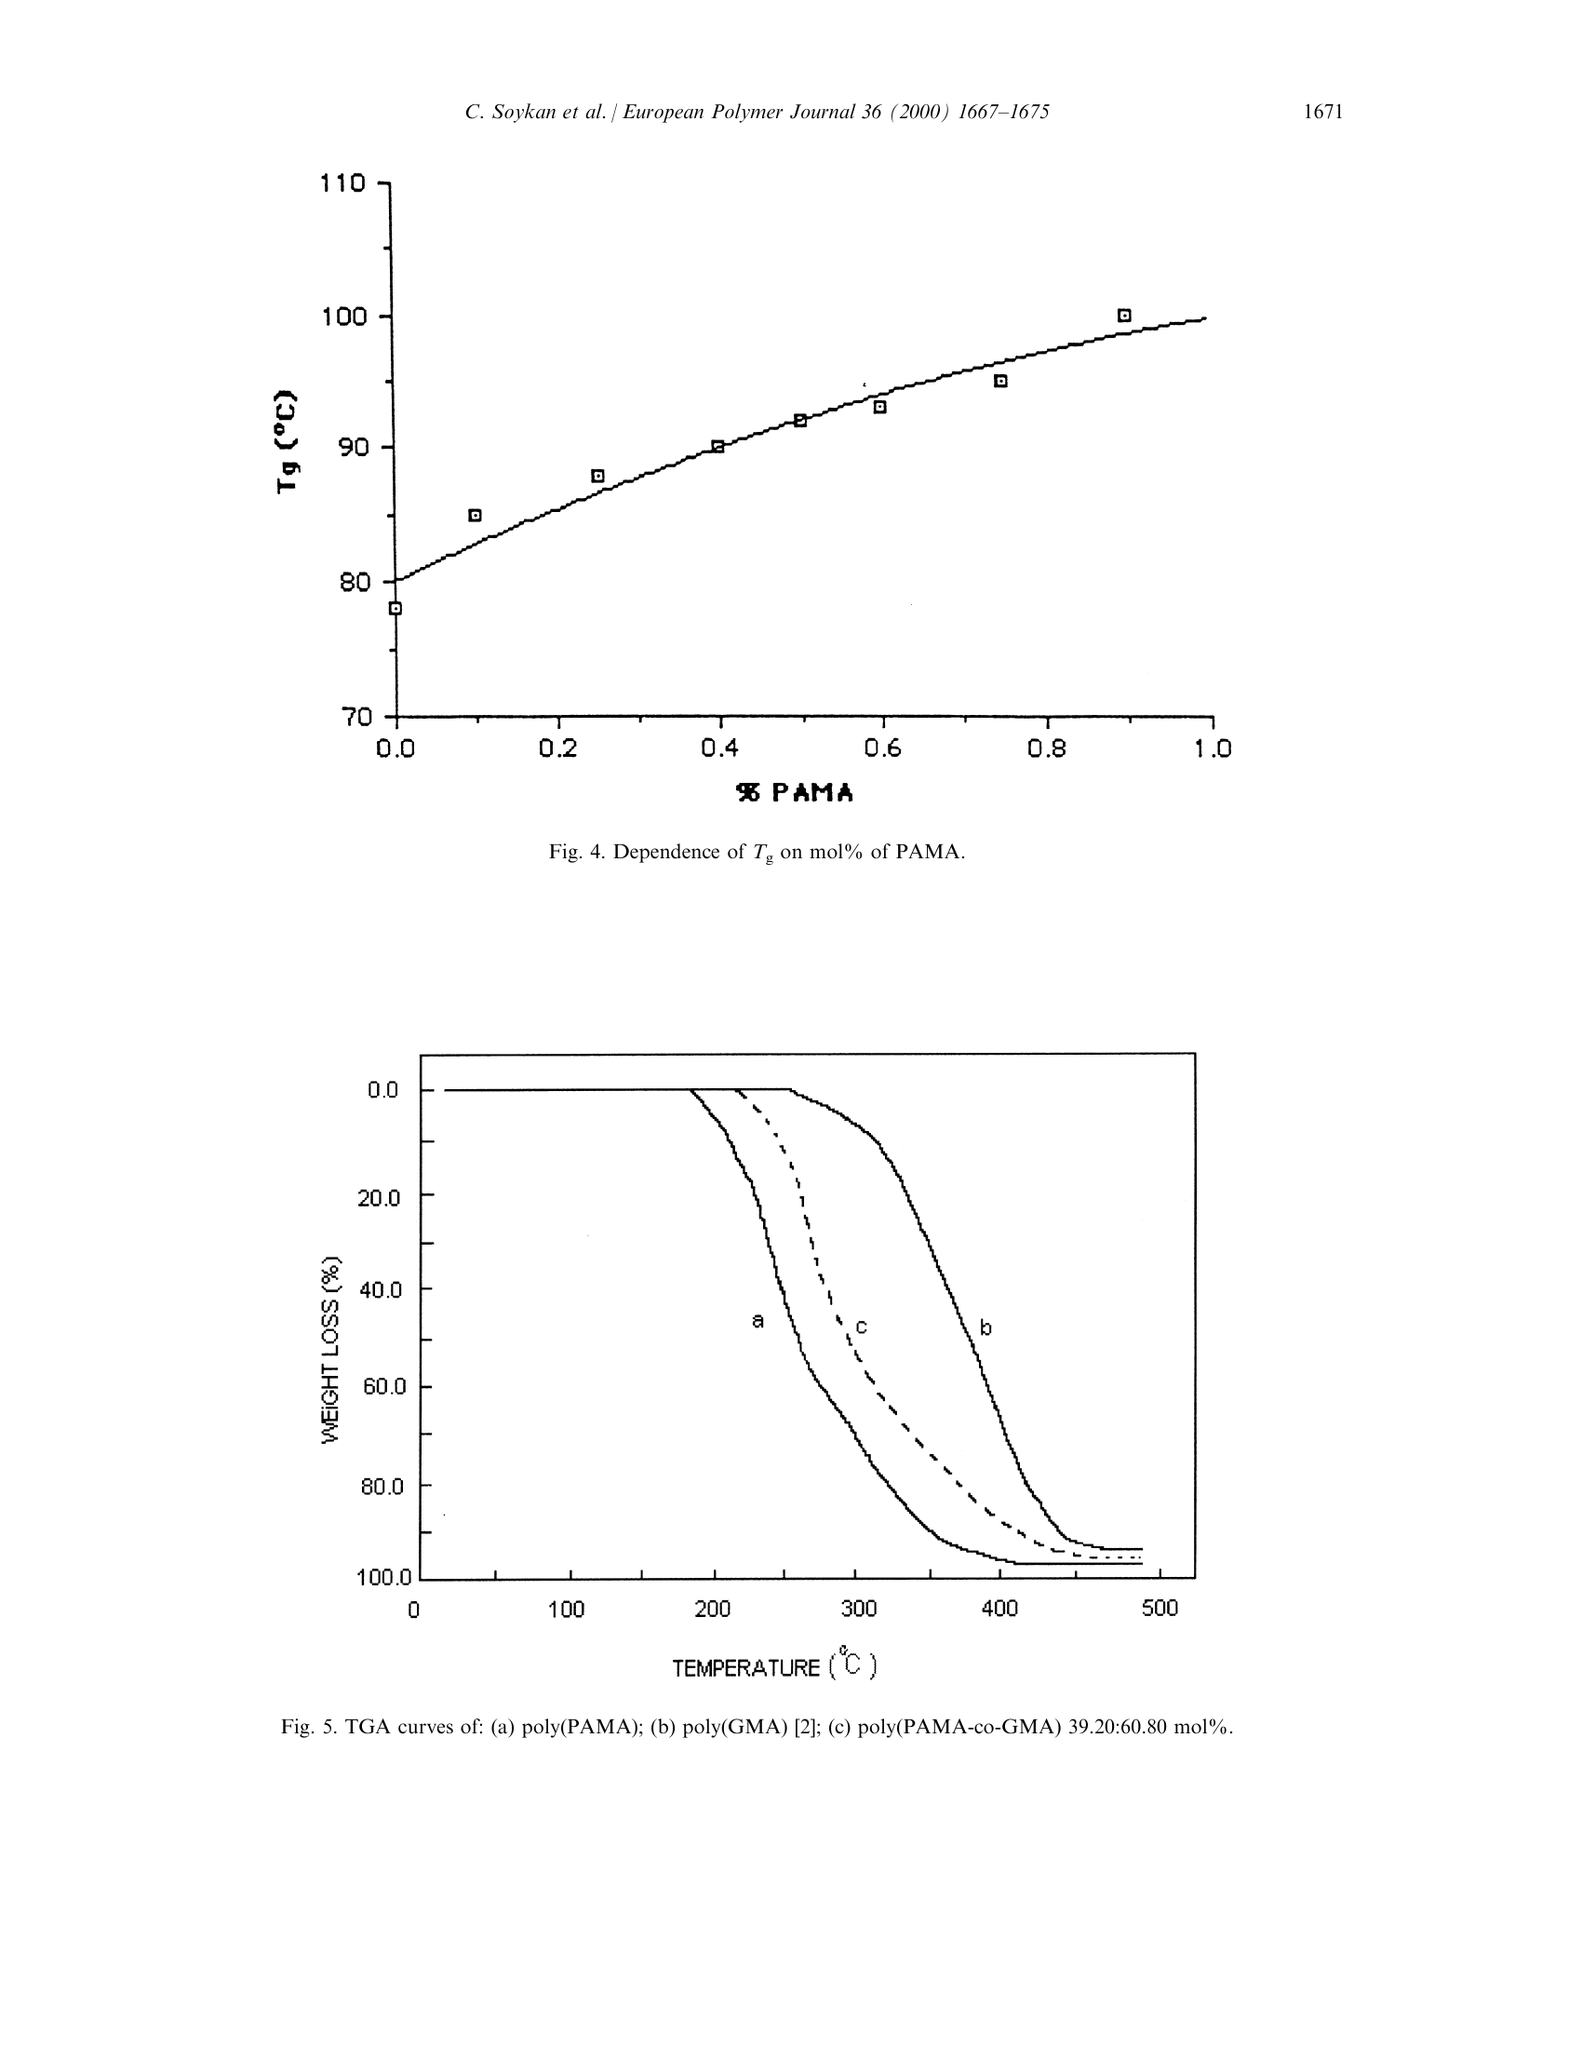 C. Soykan et al. / European Polymer Journal 36 (2000) 1667–1675 1671
110
100
90
80
70
Tg (°C)
0.0 0.2 0.4 0.6 0.8 1.0
% PAMA
Fig. 4. Dependence of Tg on mol% of PAMA.
0.0
20.0
40.0
60.0
80.0
100.0
WEiGHT LOSS (%)
a c b
0 100 200 300 400 500
TEMPERATURE (°C)
Fig. 5. TGA curves of: (a) poly(PAMA); (b) poly(GMA) [2]; (c) poly(PAMA-co-GMA) 39.20:60.80 mol%.